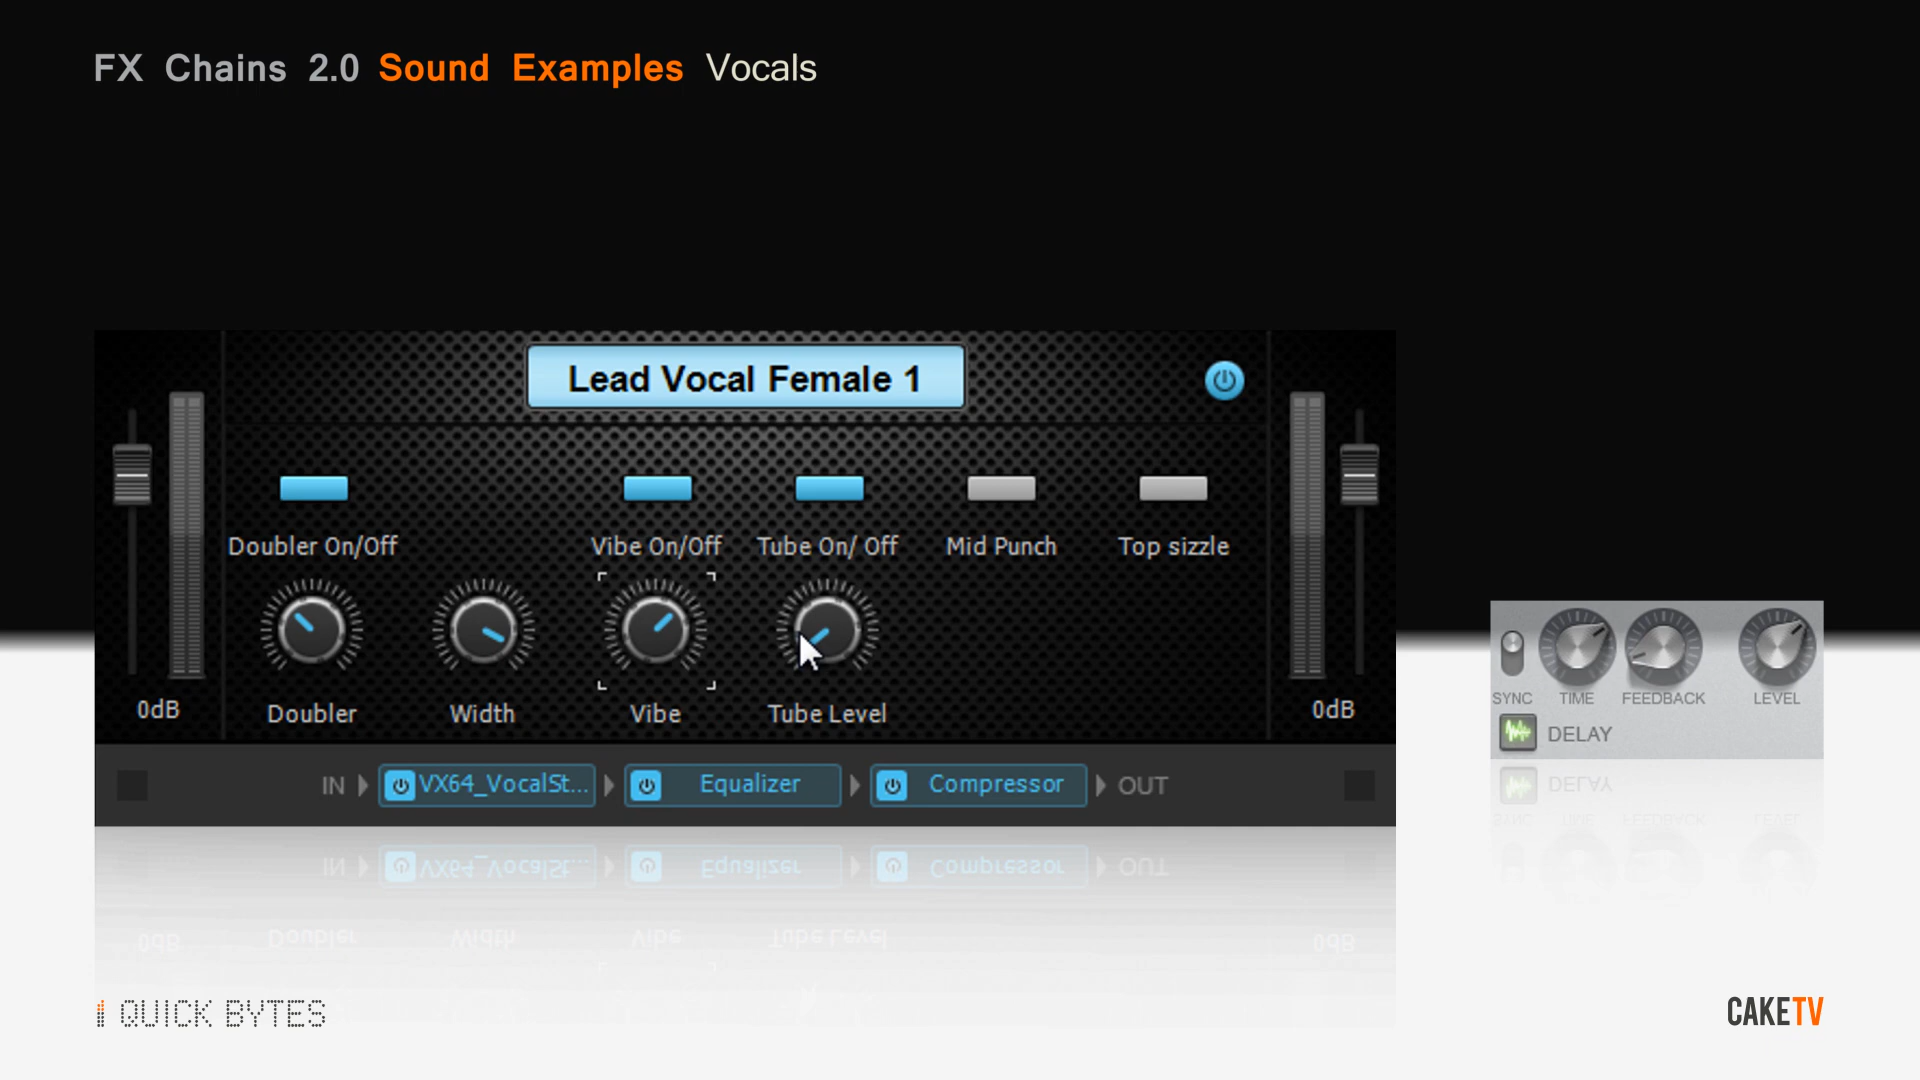 FX Chains 2.0 Sound Examples Vocals
Lead Vocal Female 1
Doubler On/Off Vibe On/Off Tube On/ Off Mid Punch Top sizzle
0dB Doubler Width Vibe Tube Level 0dB
SYNC TIME FEEDBACK LEVEL
DELAY
IN VX64_VocalSt... Equalizer Compressor OUT
QUICK BYTES
CAKETV